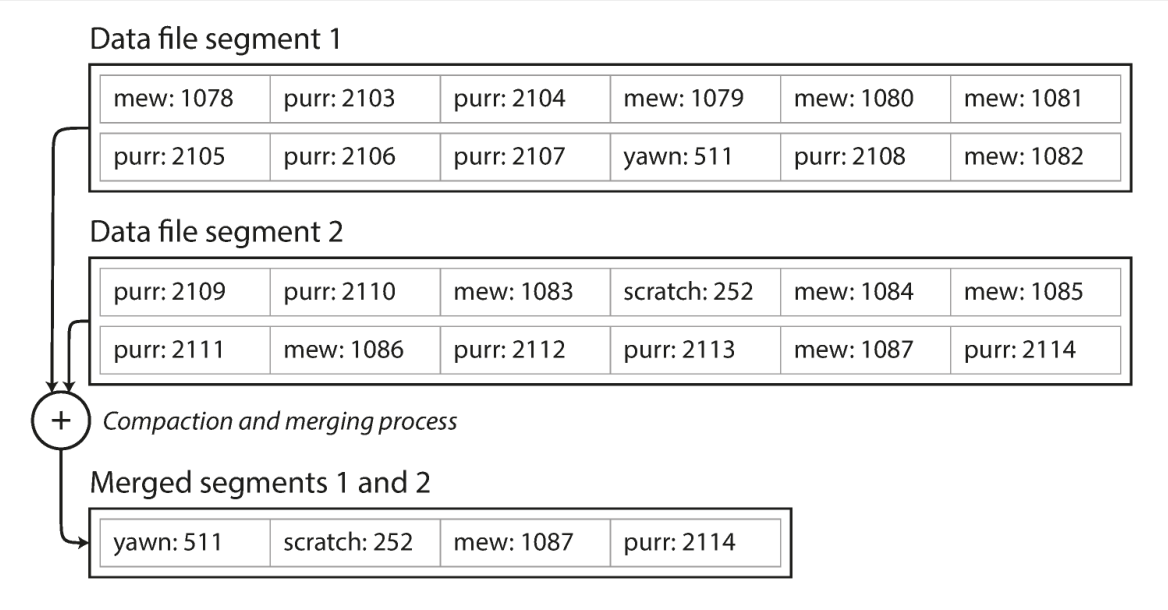 Data file segment 1
mew: 1078 purr: 2103 purr: 2104 mew: 1079 mew: 1080 mew: 1081
purr: 2105 purr: 2106 purr: 2107 yawn: 511 purr: 2108 mew: 1082
Data file segment 2
purr: 2109 purr: 2110 mew: 1083 scratch: 252 mew: 1084 mew: 1085
purr: 2111 mew: 1086 purr: 2112 purr: 2113 mew: 1087 purr: 2114
+ Compaction and merging process
Merged segments 1 and 2
yawn: 511 scratch: 252 mew: 1087 purr: 2114